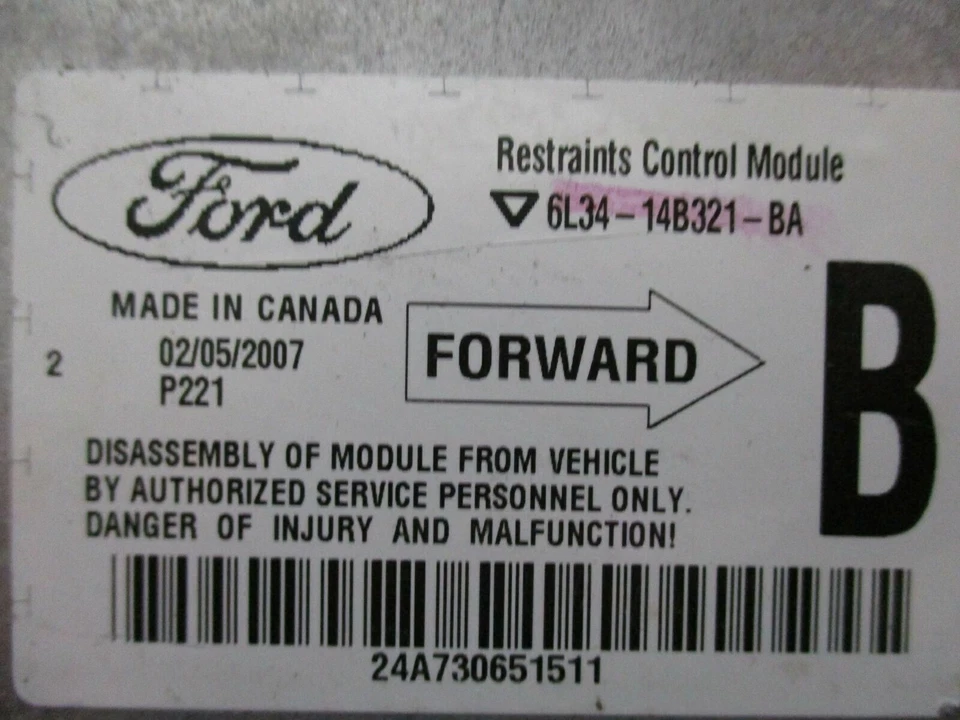 Ford
Restraints Control Module
6L34-14B321-BA
MADE IN CANADA
02/05/2007
P221
2
FORWARD
B
DISASSEMBLY OF MODULE FROM VEHICLE
BY AUTHORIZED SERVICE PERSONNEL ONLY.
DANGER OF INJURY AND MALFUNCTION!
24A730651511